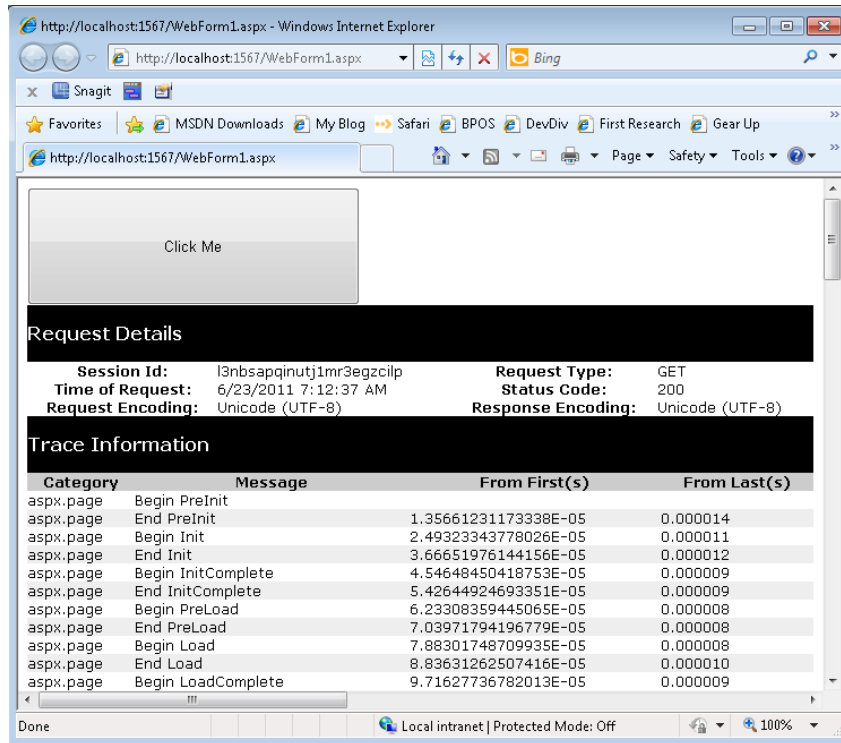 http://localhost:1567/WebForm1.aspx - Windows Internet Explorer
http://localhost:1567/WebForm1.aspx Bing
x Snagit
Favorites MSDN Downloads My Blog Safari BPOS DevDiv First Research Gear Up »
http://localhost:1567/WebForm1.aspx Page Safety Tools »
Click Me
Request Details
Session Id: l3nbsapqinutj1mr3egzcilp Request Type: GET
Time of Request: 6/23/2011 7:12:37 AM Status Code: 200
Request Encoding: Unicode (UTF-8) Response Encoding: Unicode (UTF-8)
Trace Information
Category Message From First(s) From Last(s)
aspx.page Begin PreInit
aspx.page End PreInit 1.35661231173338E-05 0.000014
aspx.page Begin Init 2.49323343778026E-05 0.000011
aspx.page End Init 3.66651976144156E-05 0.000012
aspx.page Begin InitComplete 4.54648450418753E-05 0.000009
aspx.page End InitComplete 5.42644924693351E-05 0.000009
aspx.page Begin PreLoad 6.23308359445065E-05 0.000008
aspx.page End PreLoad 7.03971794196779E-05 0.000008
aspx.page Begin Load 7.88301748709935E-05 0.000008
aspx.page End Load 8.83631262507416E-05 0.000010
aspx.page Begin LoadComplete 9.71627736782013E-05 0.000009
Done Local intranet | Protected Mode: Off 100%